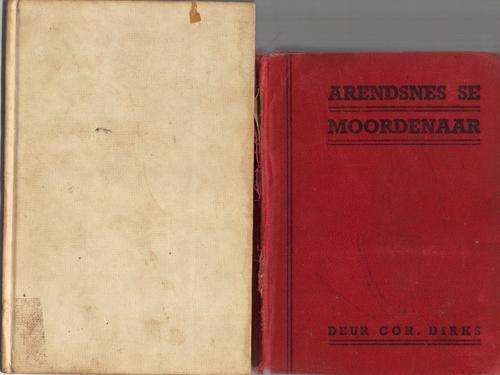 ARENDSNES SE
MOORDENAAR
DEUR COR. DIRKS